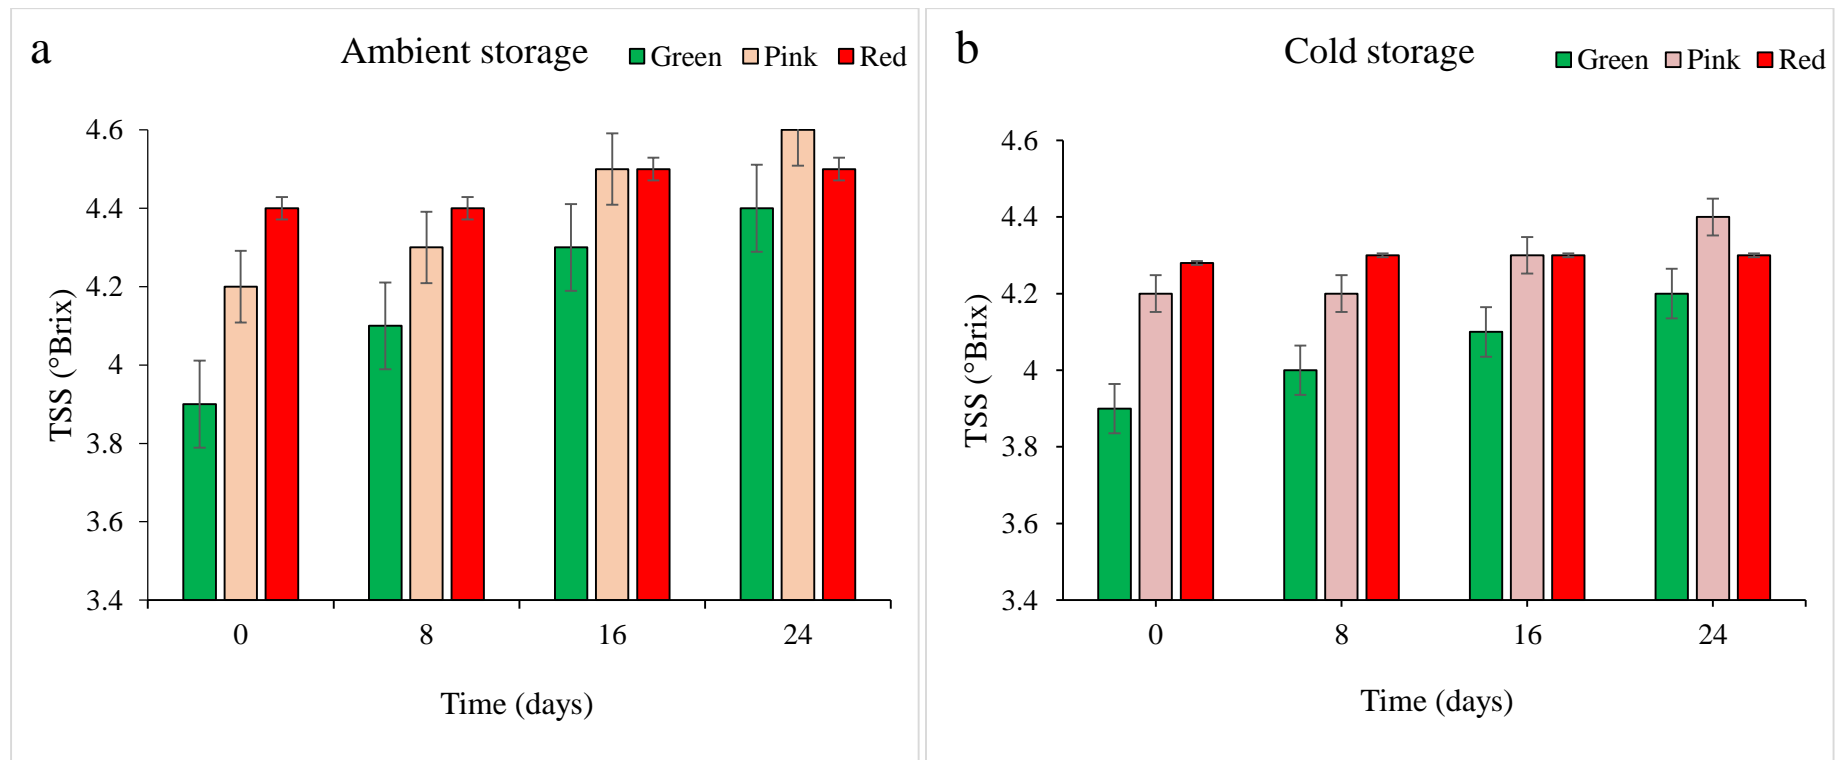 a
Ambient storage
Green Pink Red
TSS (°Brix)
4.6
4.4
4.2
4
3.8
3.6
3.4
0 8 16 24
Time (days)
b
Cold storage
Green Pink Red
TSS (°Brix)
4.6
4.4
4.2
4
3.8
3.6
3.4
0 8 16 24
Time (days)